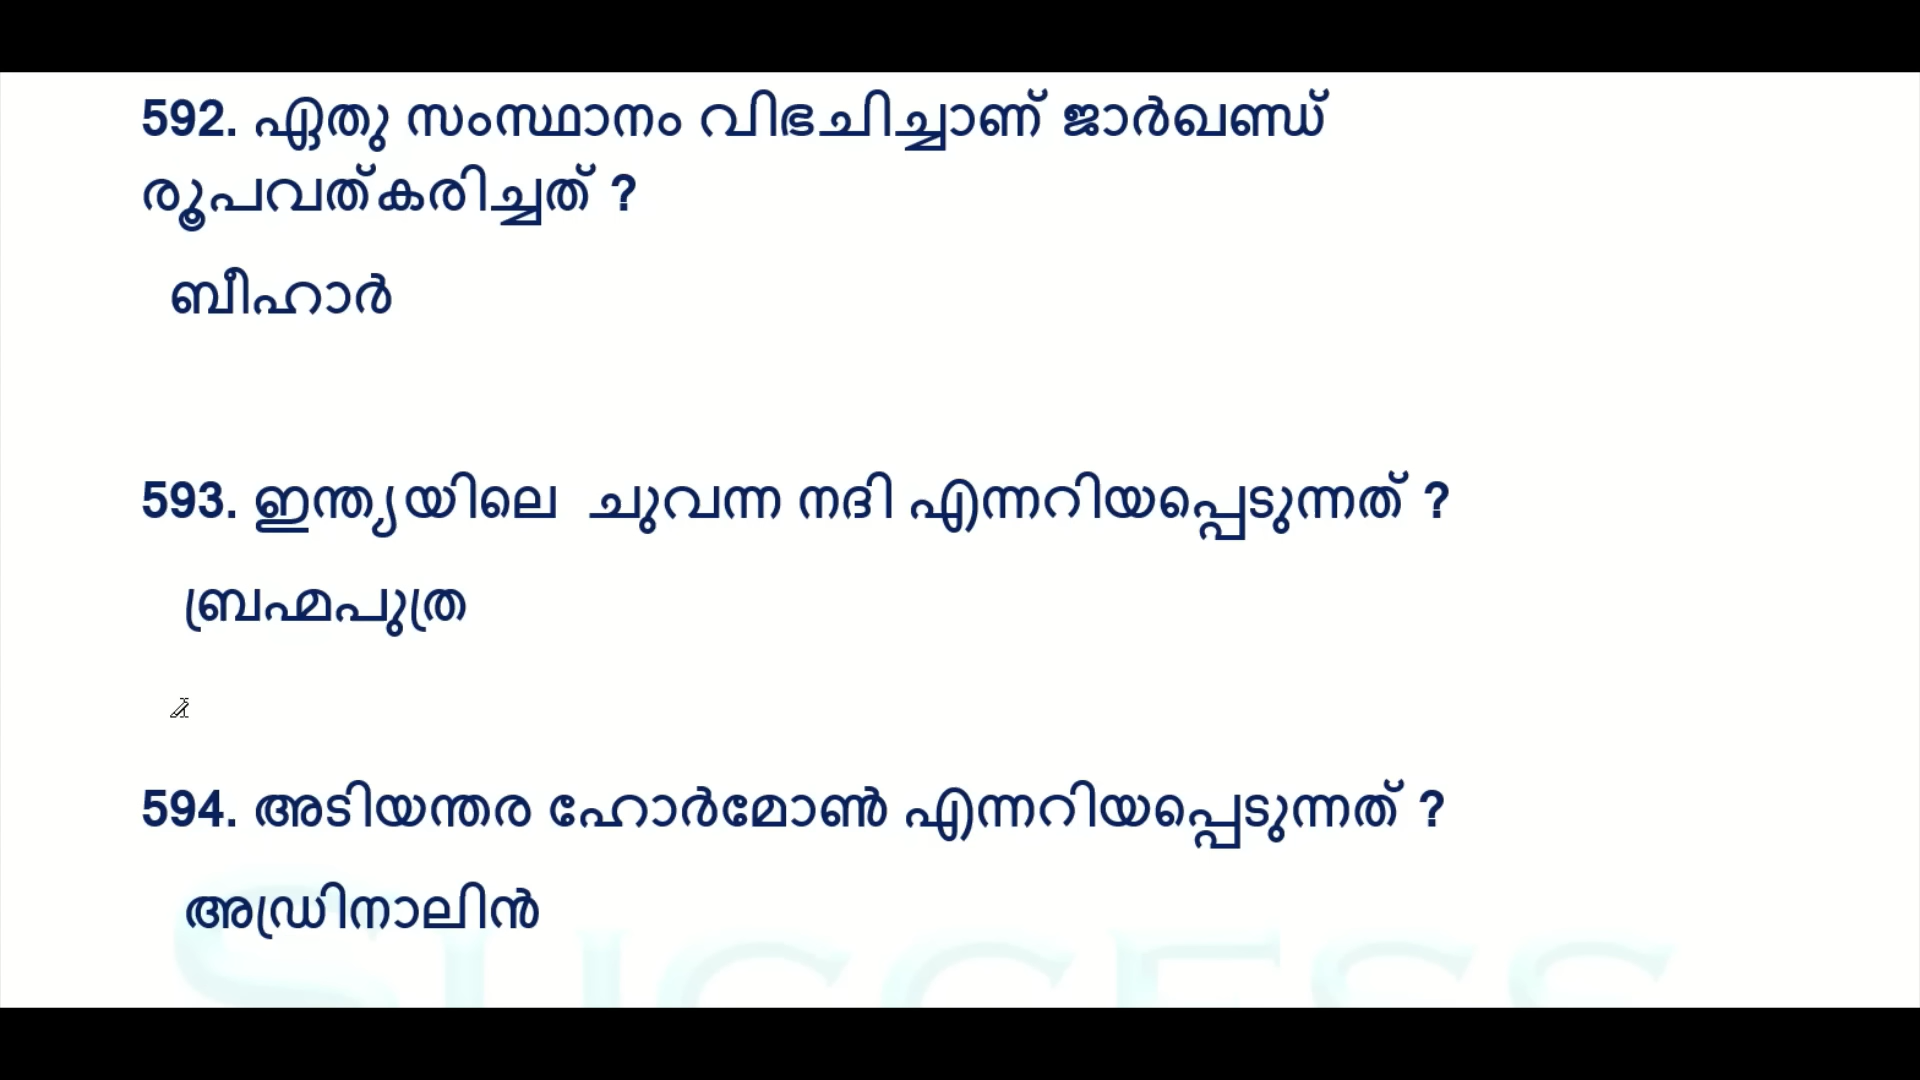 592. ഏതു സംസ്ഥാനം വിഭചിച്ചാണ് ജാർഖണ്ഡ്
രൂപവത്കരിച്ചത് ?
ബീഹാർ
593. ഇന്ത്യയിലെ ചുവന്ന നദി എന്നറിയപ്പെടുന്നത് ?
ബ്രഹ്മപുത്ര
594. അടിയന്തര ഹോർമോൺ എന്നറിയപ്പെടുന്നത് ?
അഡ്രിനാലിൻ
SUCCESS